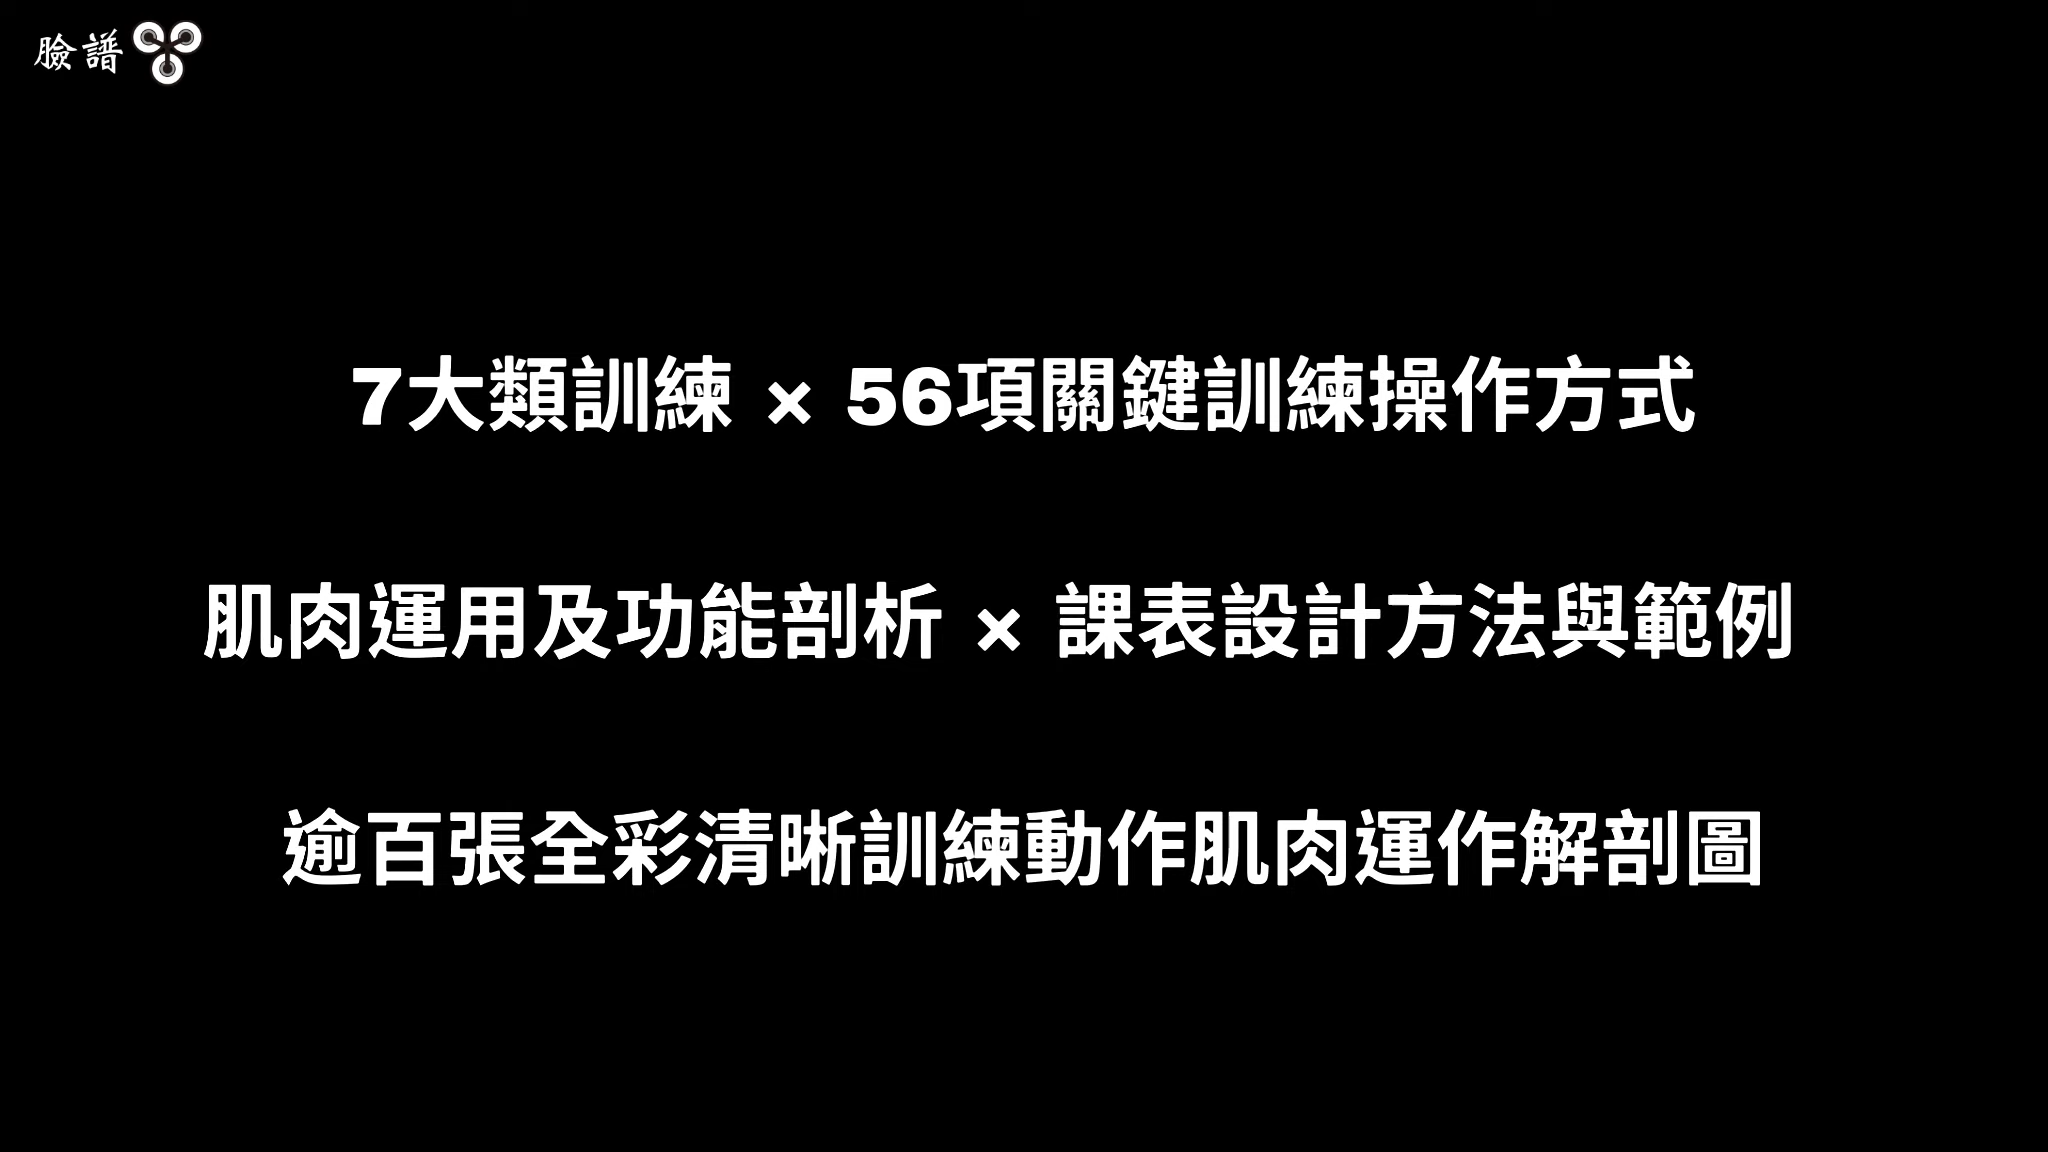 臉譜
7大類訓練 × 56項關鍵訓練操作方式
肌肉運用及功能剖析 × 課表設計方法與範例
逾百張全彩清晰訓練動作肌肉運作解剖圖